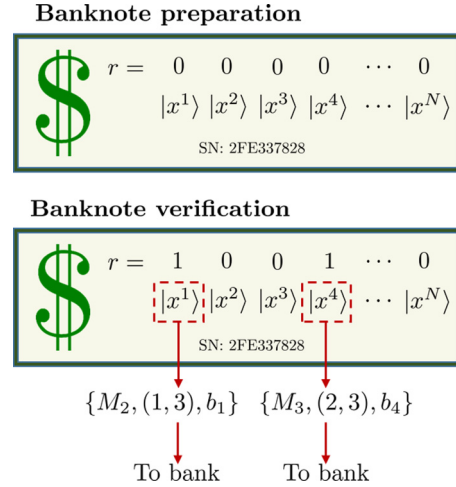 Banknote preparation
$ r = 0 0 0 0 ⋯ 0
|x¹⟩ |x²⟩ |x³⟩ |x⁴⟩ ⋯ |xᴺ⟩
SN: 2FE337828
Banknote verification
$ r = 1 0 0 1 ⋯ 0
|x¹⟩ |x²⟩ |x³⟩ |x⁴⟩ ⋯ |xᴺ⟩
SN: 2FE337828
{M₂, (1, 3), b₁} {M₃, (2, 3), b₄}
To bank To bank